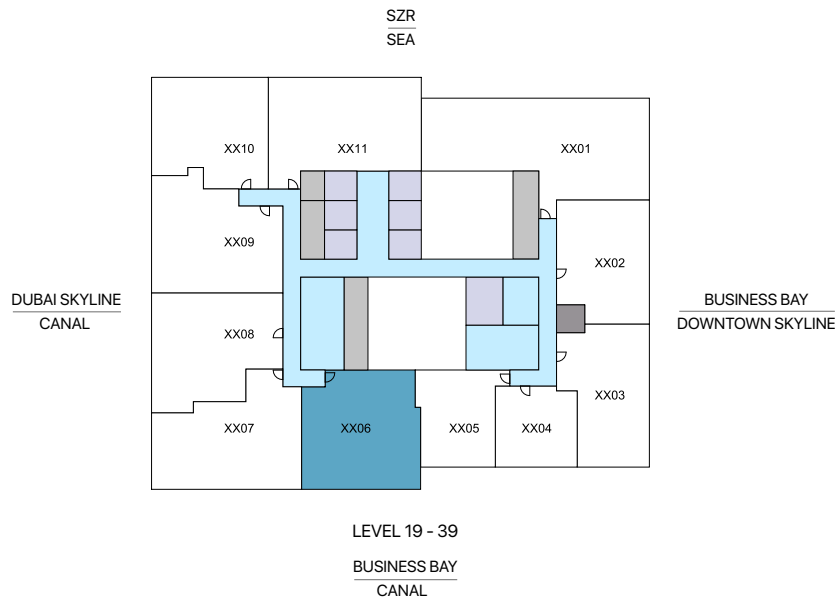 SZR
SEA
XX10
XX11
XX01
XX09
XX02
DUBAI SKYLINE
CANAL
BUSINESS BAY
DOWNTOWN SKYLINE
XX08
XX03
XX07
XX06
XX05
XX04
LEVEL 19 - 39
BUSINESS BAY
CANAL